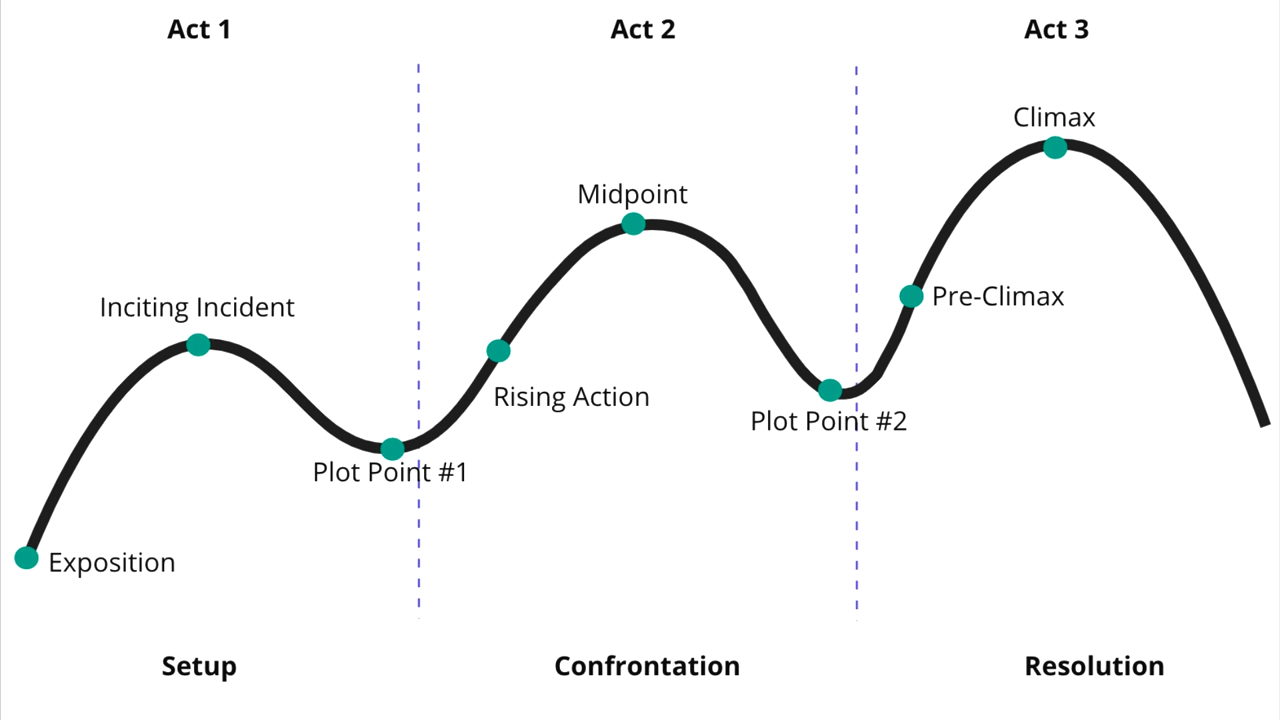 Act 1
Act 2
Act 3
Climax
Midpoint
Inciting Incident
Pre-Climax
Rising Action
Plot Point #2
Plot Point #1
Exposition
Setup
Confrontation
Resolution